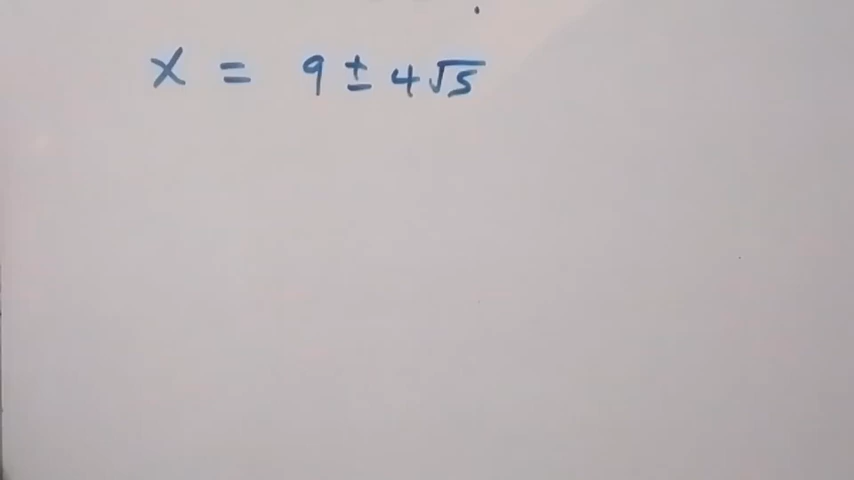 x = 9 ± 4√5